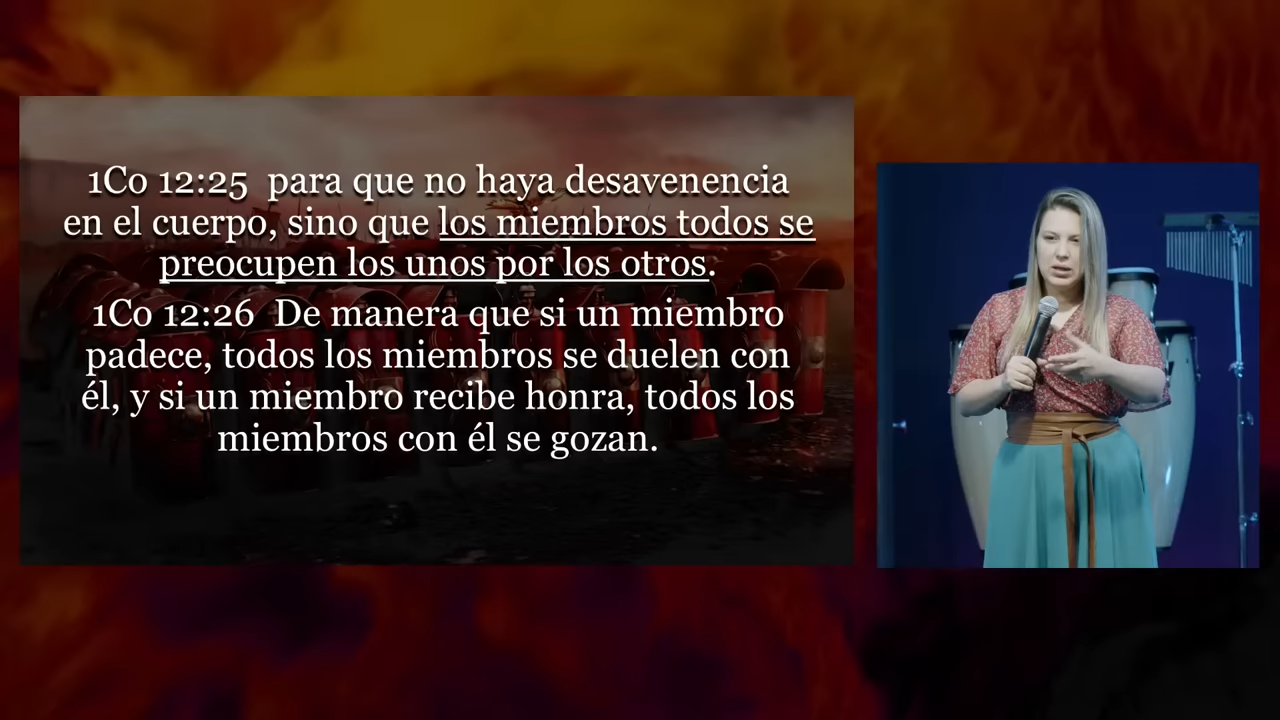 1Co 12:25 para que no haya desavenencia
en el cuerpo, sino que los miembros todos se
preocupen los unos por los otros.
1Co 12:26 De manera que si un miembro
padece, todos los miembros se duelen con
él, y si un miembro recibe honra, todos los
miembros con él se gozan.